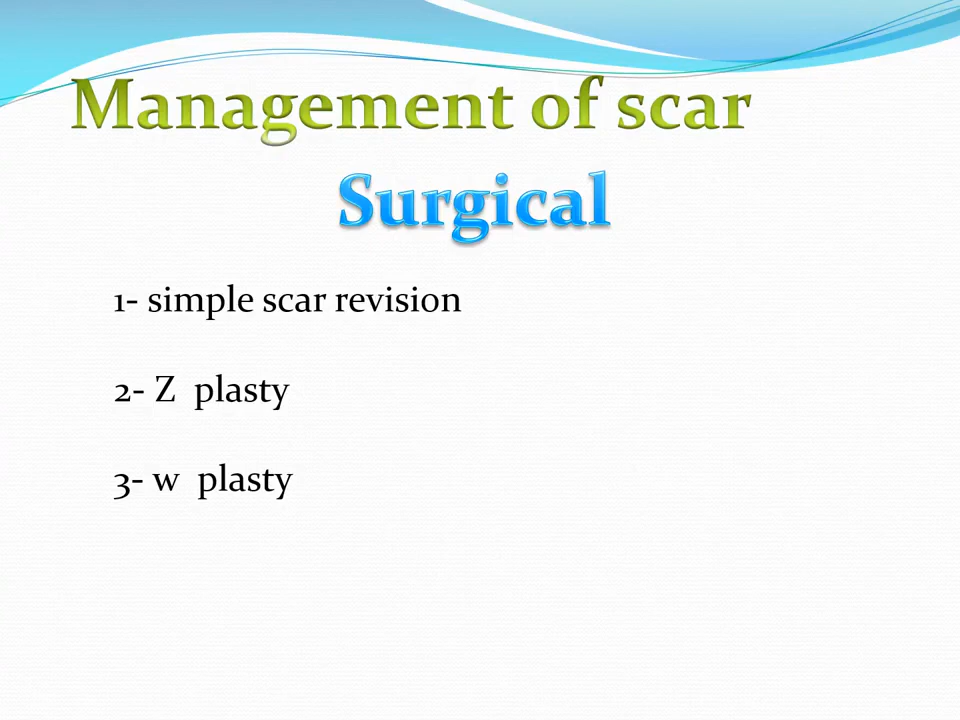 Management of scar
Surgical
1- simple scar revision
2- Z plasty
3- w plasty